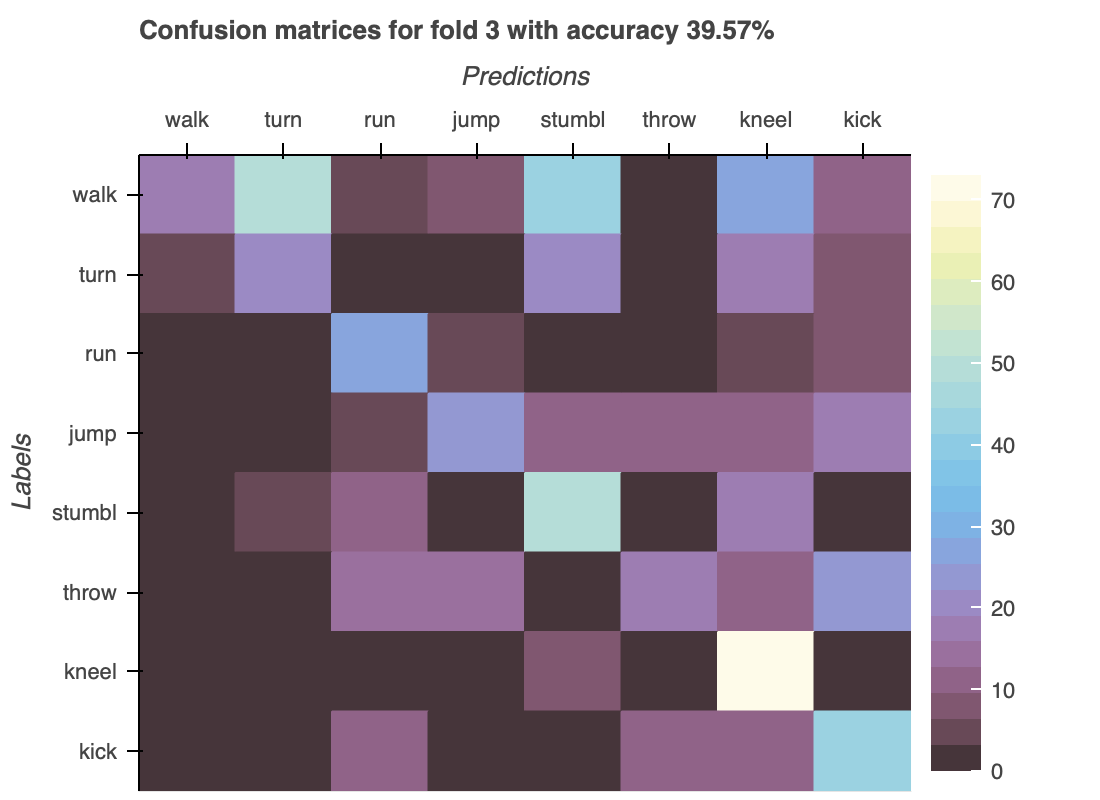 Confusion matrices for fold 3 with accuracy 39.57%
Predictions
walk turn run jump stumbl throw kneel kick
walk
turn
run
jump
stumbl
throw
kneel
kick
Labels
70
60
50
40
30
20
10
0